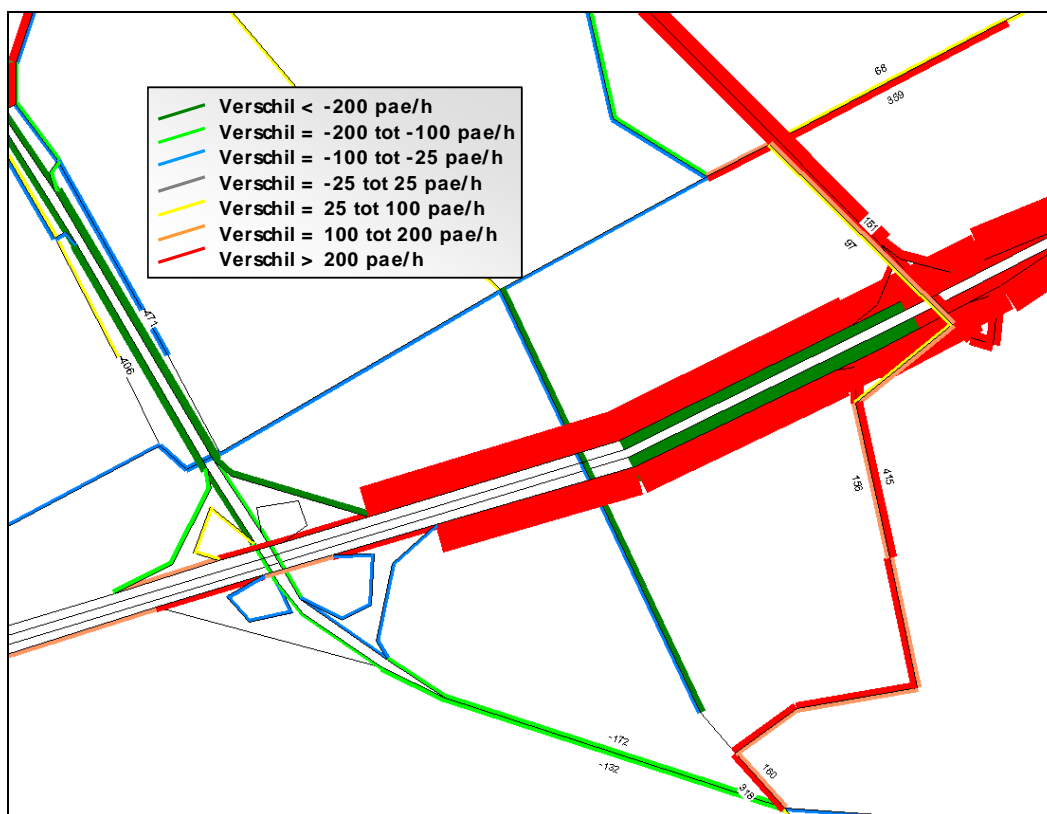 Verschil < -200 pae/h
Verschil = -200 tot -100 pae/h
Verschil = -100 tot -25 pae/h
Verschil = -25 tot 25 pae/h
Verschil = 25 tot 100 pae/h
Verschil = 100 tot 200 pae/h
Verschil > 200 pae/h
68
359
151
97
471
406
415
156
-172
-132
160
318